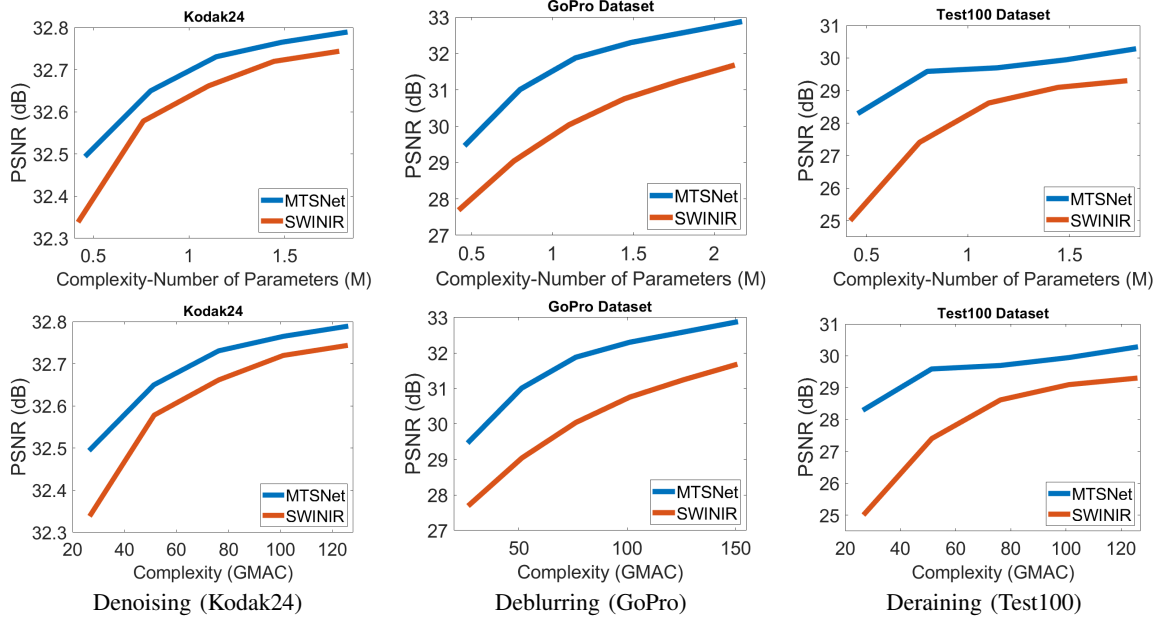 Kodak24
PSNR (dB)
32.8
32.7
32.6
32.5
32.4
32.3
0.5 1 1.5
Complexity-Number of Parameters (M)
MTSNet
SWINIR
GoPro Dataset
PSNR (dB)
33
32
31
30
29
28
27
0.5 1 1.5 2
Complexity-Number of Parameters (M)
MTSNet
SWINIR
Test100 Dataset
PSNR (dB)
31
30
29
28
27
26
25
0.5 1 1.5
Complexity-Number of Parameters (M)
MTSNet
SWINIR
Kodak24
PSNR (dB)
32.8
32.7
32.6
32.5
32.4
32.3
20 40 60 80 100 120
Complexity (GMAC)
MTSNet
SWINIR
Denoising (Kodak24)
GoPro Dataset
PSNR (dB)
33
32
31
30
29
28
27
50 100 150
Complexity (GMAC)
MTSNet
SWINIR
Deblurring (GoPro)
Test100 Dataset
PSNR (dB)
31
30
29
28
27
26
25
20 40 60 80 100 120
Complexity (GMAC)
MTSNet
SWINIR
Deraining (Test100)